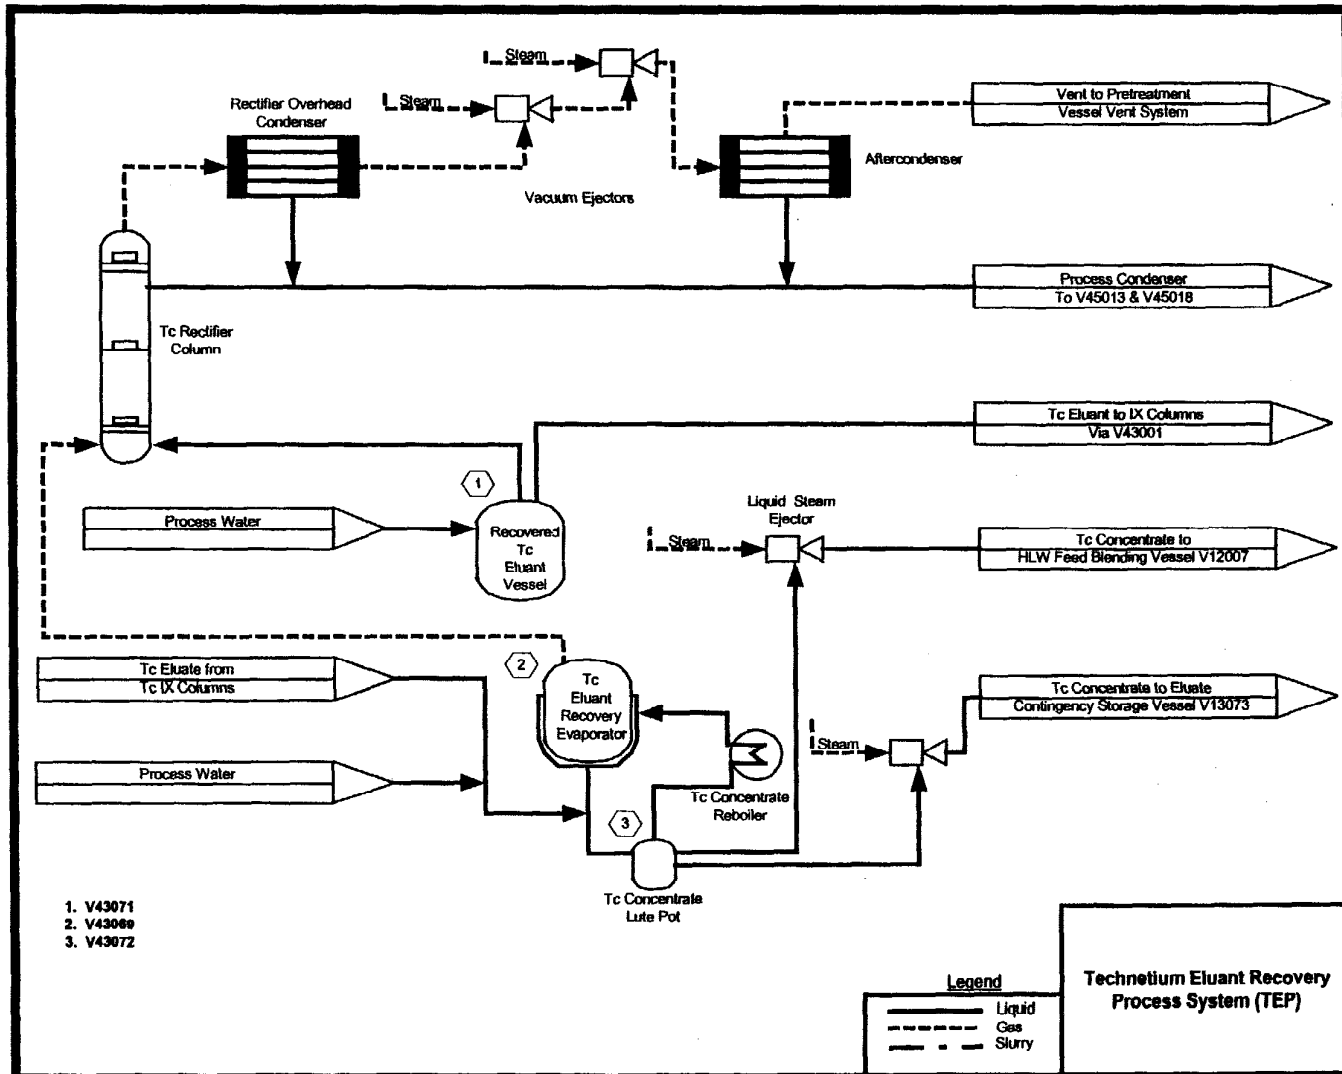 Steam
Steam
Rectifier Overhead
Condenser
Vacuum Ejectors
Aftercondenser
Vent to Pretreatment
Vessel Vent System
Process Condenser
To V45013 & V45018
Tc Rectifier
Column
Tc Eluant to IX Columns
Via V43001
1
Process Water
Recovered
Tc
Eluant
Vessel
Liquid Steam
Ejector
Steam
Tc Concentrate to
HLW Feed Blending Vessel V12007
2
Tc Eluate from
Tc IX Columns
Tc
Eluant
Recovery
Evaporator
Tc Concentrate to Eluate
Contingency Storage Vessel V13073
Steam
Process Water
Tc Concentrate
Reboiler
3
Tc Concentrate
Lute Pot
1. V43071
2. V43069
3. V43072
Legend
Liquid
Gas
Slurry
Technetium Eluant Recovery
Process System (TEP)